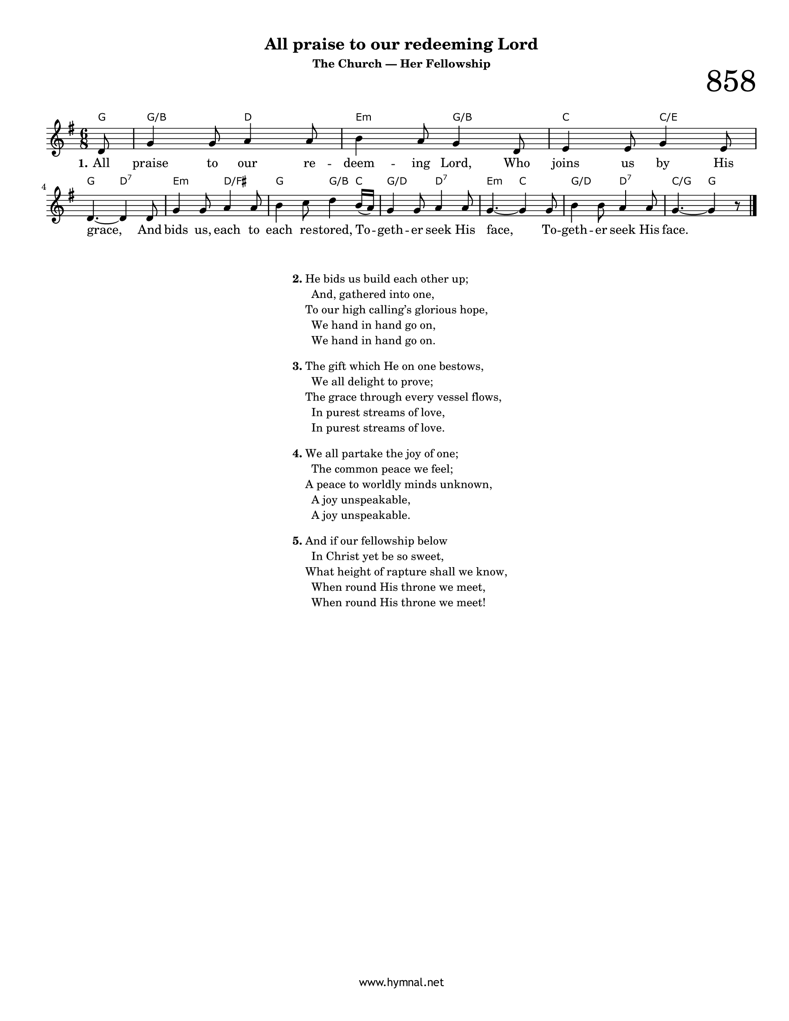 All praise to our redeeming Lord
The Church — Her Fellowship
858
G G/B D Em G/B C C/E
6
8
1. All praise to our re - deem - ing Lord, Who joins us by His
4
G D7 Em D/F♯ G G/B C G/D D7 Em C G/D D7 C/G G
grace, And bids us, each to each restored, To - geth - er seek His face, To - geth - er seek His face.
2. He bids us build each other up;
And, gathered into one,
To our high calling’s glorious hope,
We hand in hand go on,
We hand in hand go on.
3. The gift which He on one bestows,
We all delight to prove;
The grace through every vessel flows,
In purest streams of love,
In purest streams of love.
4. We all partake the joy of one;
The common peace we feel;
A peace to worldly minds unknown,
A joy unspeakable,
A joy unspeakable.
5. And if our fellowship below
In Christ yet be so sweet,
What height of rapture shall we know,
When round His throne we meet,
When round His throne we meet!
www.hymnal.net